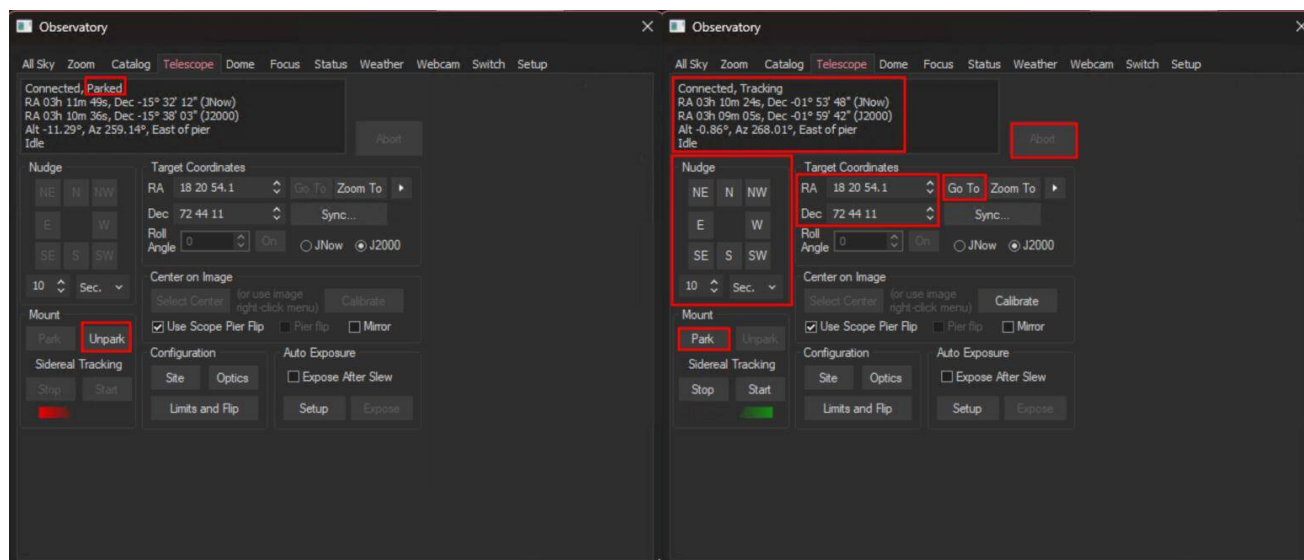 Observatory
All Sky Zoom Catalog Telescope Dome Focus Status Weather Webcam Switch Setup
Connected, Parked
RA 03h 11m 49s, Dec -15° 32' 12" (JNow)
RA 03h 10m 36s, Dec -15° 38' 03" (J2000)
Alt -11.29°, Az 259.14°, East of pier
Idle
Abort
Nudge
NE N NW
E W
SE S SW
10 Sec.
Target Coordinates
RA 18 20 54.1 Go To Zoom To
Dec 72 44 11 Sync...
Roll
Angle 0 On JNow J2000
Center on Image
Select Center (or use image
right-click menu) Calibrate
Use Scope Pier Flip Pier flip Mirror
Mount
Park Unpark
Sidereal Tracking
Stop Start
Configuration
Site Optics
Limits and Flip
Auto Exposure
Expose After Slew
Setup Expose
Observatory
All Sky Zoom Catalog Telescope Dome Focus Status Weather Webcam Switch Setup
Connected, Tracking
RA 03h 10m 24s, Dec -01° 53' 48" (JNow)
RA 03h 09m 05s, Dec -01° 59' 42" (J2000)
Alt -0.86°, Az 268.01°, East of pier
Idle
Abort
Nudge
NE N NW
E W
SE S SW
10 Sec.
Target Coordinates
RA 18 20 54.1 Go To Zoom To
Dec 72 44 11 Sync...
Roll
Angle 0 On JNow J2000
Center on Image
Select Center (or use image
right-click menu) Calibrate
Use Scope Pier Flip Pier flip Mirror
Mount
Park Unpark
Sidereal Tracking
Stop Start
Configuration
Site Optics
Limits and Flip
Auto Exposure
Expose After Slew
Setup Expose